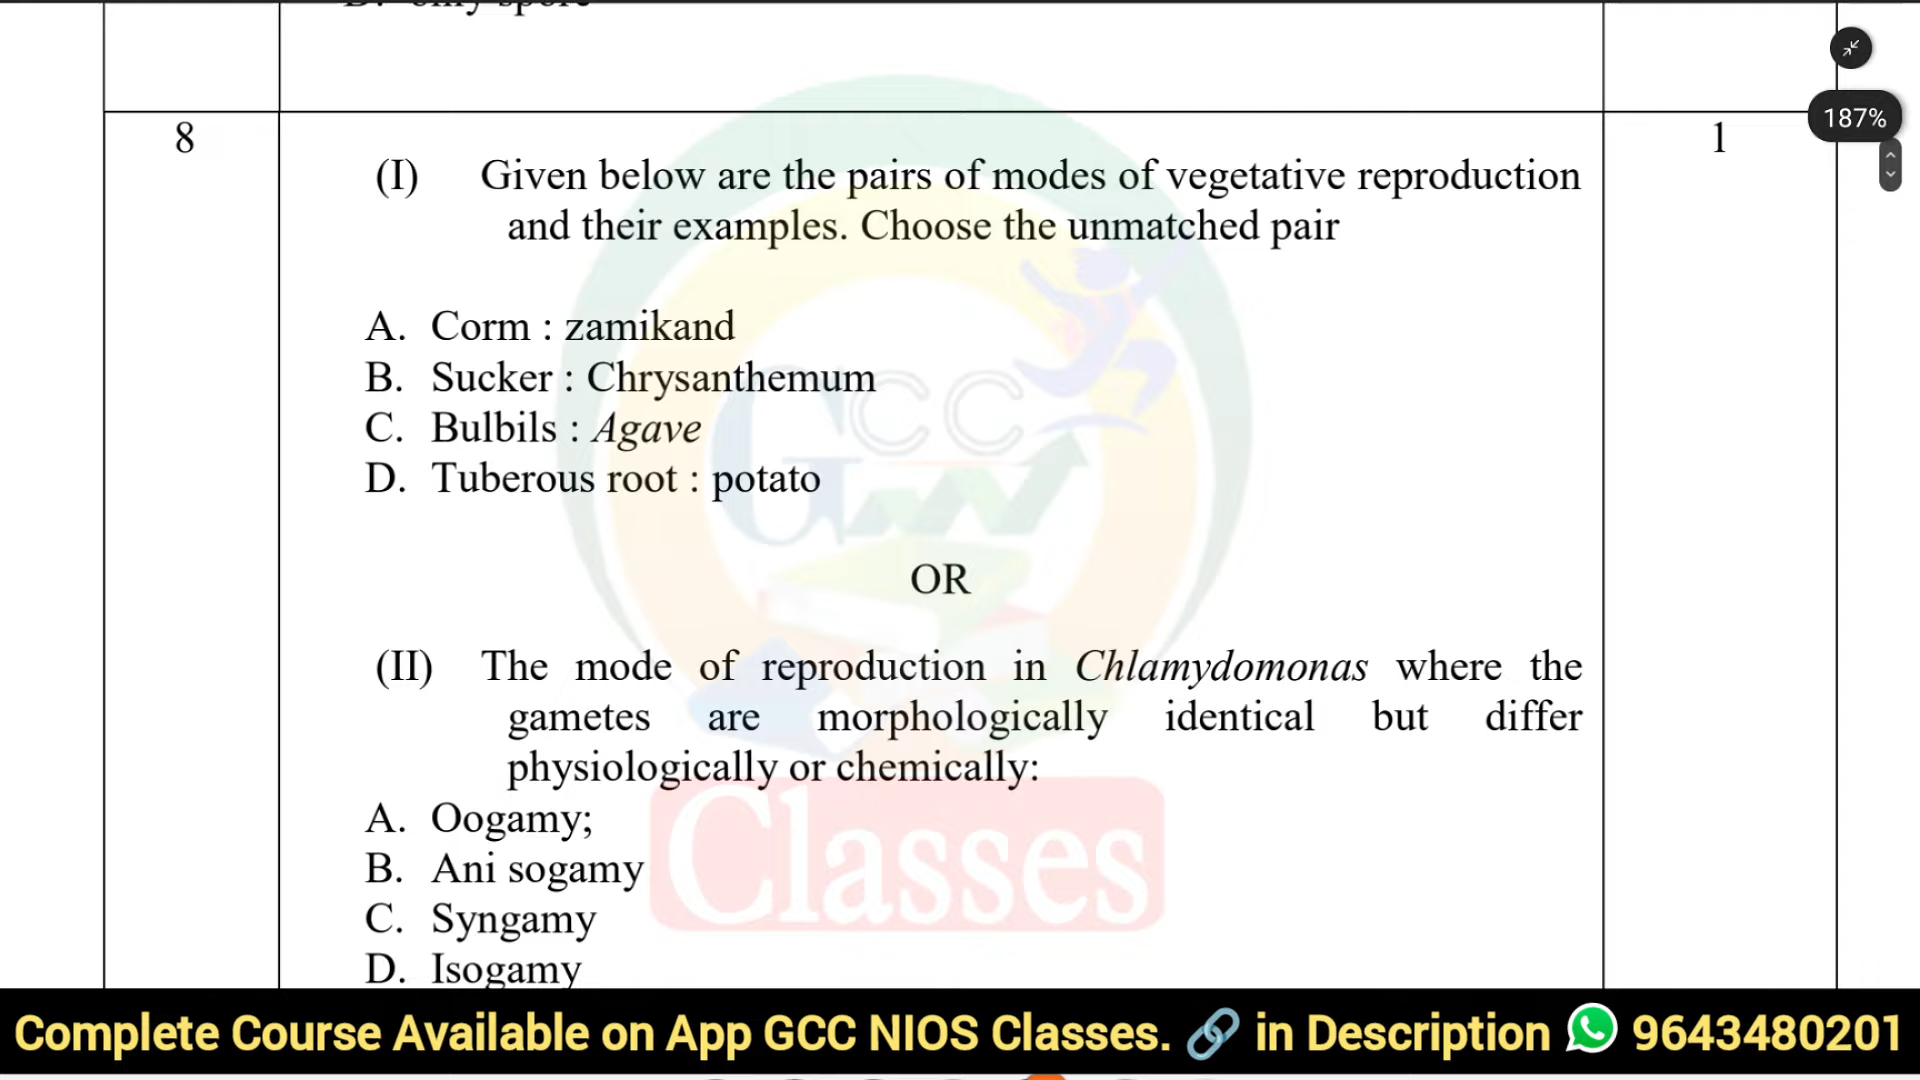 187%
8
1
(I) Given below are the pairs of modes of vegetative reproduction
and their examples. Choose the unmatched pair
A. Corm : zamikand
B. Sucker : Chrysanthemum
C. Bulbils : Agave
D. Tuberous root : potato
GCC
OR
(II) The mode of reproduction in Chlamydomonas where the
gametes are morphologically identical but differ
physiologically or chemically:
A. Oogamy;
B. Ani sogamy
C. Syngamy
D. Isogamy
Classes
Complete Course Available on App GCC NIOS Classes. 🔗 in Description 9643480201